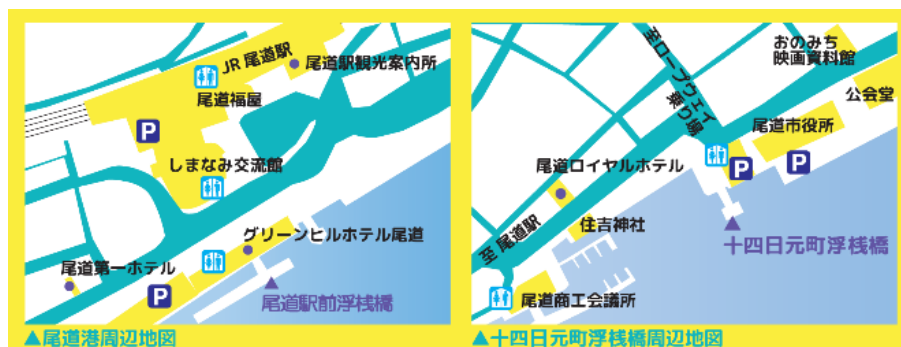 JR 尾道駅
尾道駅観光案内所
尾道福屋
P
しまなみ交流館
グリーンヒルホテル尾道
尾道第一ホテル
P
尾道駅前浮桟橋
▲尾道港周辺地図
至ロープウェイ
乗り場
おのみち
映画資料館
公会堂
尾道市役所
P
P
尾道ロイヤルホテル
住吉神社
至 尾道駅
十四日元町浮桟橋
尾道商工会議所
▲十四日元町浮桟橋周辺地図